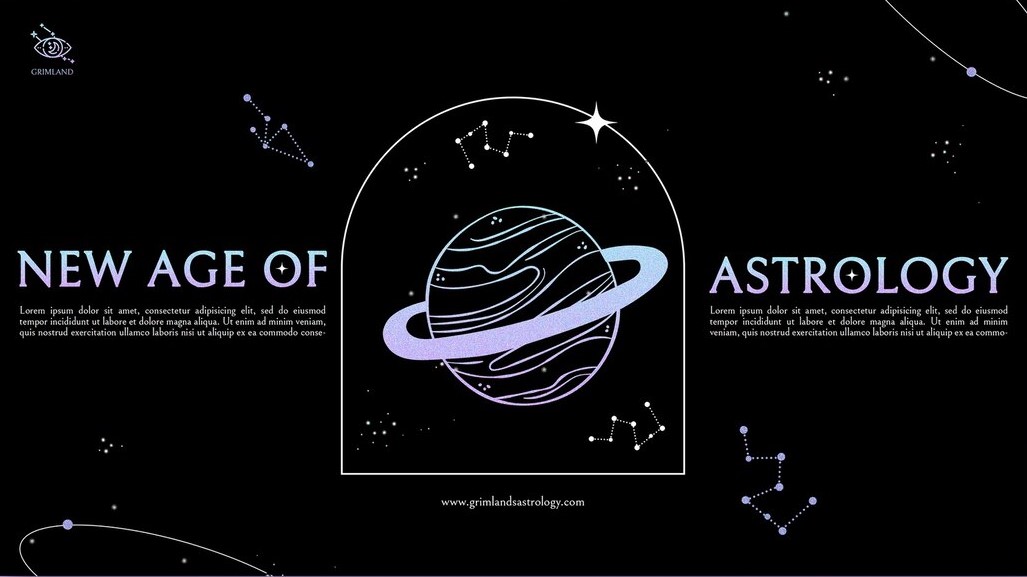 GRIMLAND
NEW AGE OF
Lorem ipsum dolor sit amet, consectetur adipisicing elit, sed do eiusmod
tempor incididunt ut labore et dolore magna aliqua. Ut enim ad minim veniam,
quis nostrud exercitation ullamco laboris nisi ut aliquip ex ea commodo conse-
ASTROLOGY
Lorem ipsum dolor sit amet, consectetur adipisicing elit, sed do eiusmod
tempor incididunt ut labore et dolore magna aliqua. Ut enim ad minim
veniam, quis nostrud exercitation ullamco laboris nisi ut aliquip ex ea commo-
www.grimlandsastrology.com